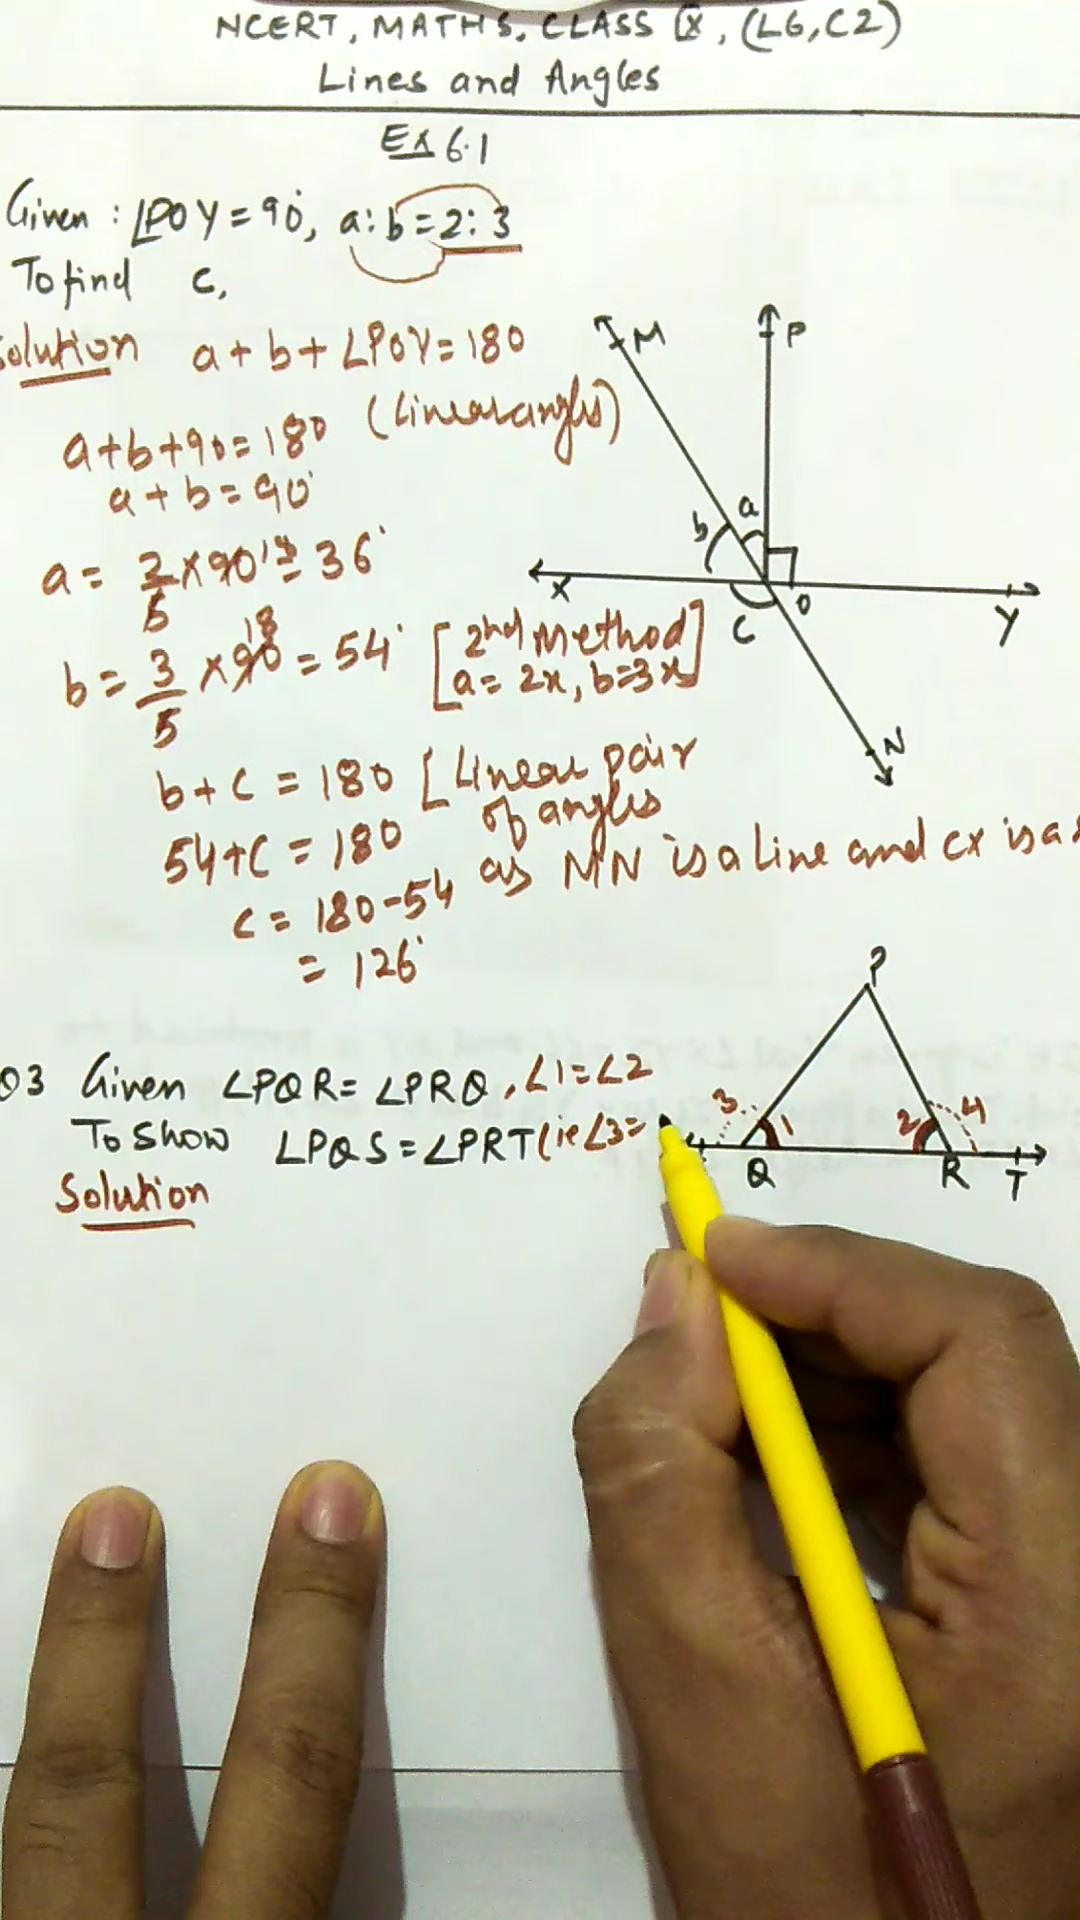 NCERT, MATHS, CLASS IX, (L6, C2)
Lines and Angles
Ex 6.1
Given : ∠POY = 90°, a : b = 2 : 3
To find c,
Solution a + b + ∠POY = 180
(Linear angles)
a + b + 90 = 180
a + b = 90°
a = 2/5 × 90 18 = 36°
b = 3/5 × 90 18 = 54° [2nd Method
a = 2x, b = 3x]
b + c = 180 [Linear pair
of angles
54 + c = 180
as MN is a Line and cx is a
c = 180 - 54
= 126°
M
P
a
b
X
O
Y
C
N
Q3 Given ∠PQR = ∠PRQ, ∠1 = ∠2
To Show ∠PQS = ∠PRT (ie ∠3 =
Solution
P
3
1
2
4
Q
R
T